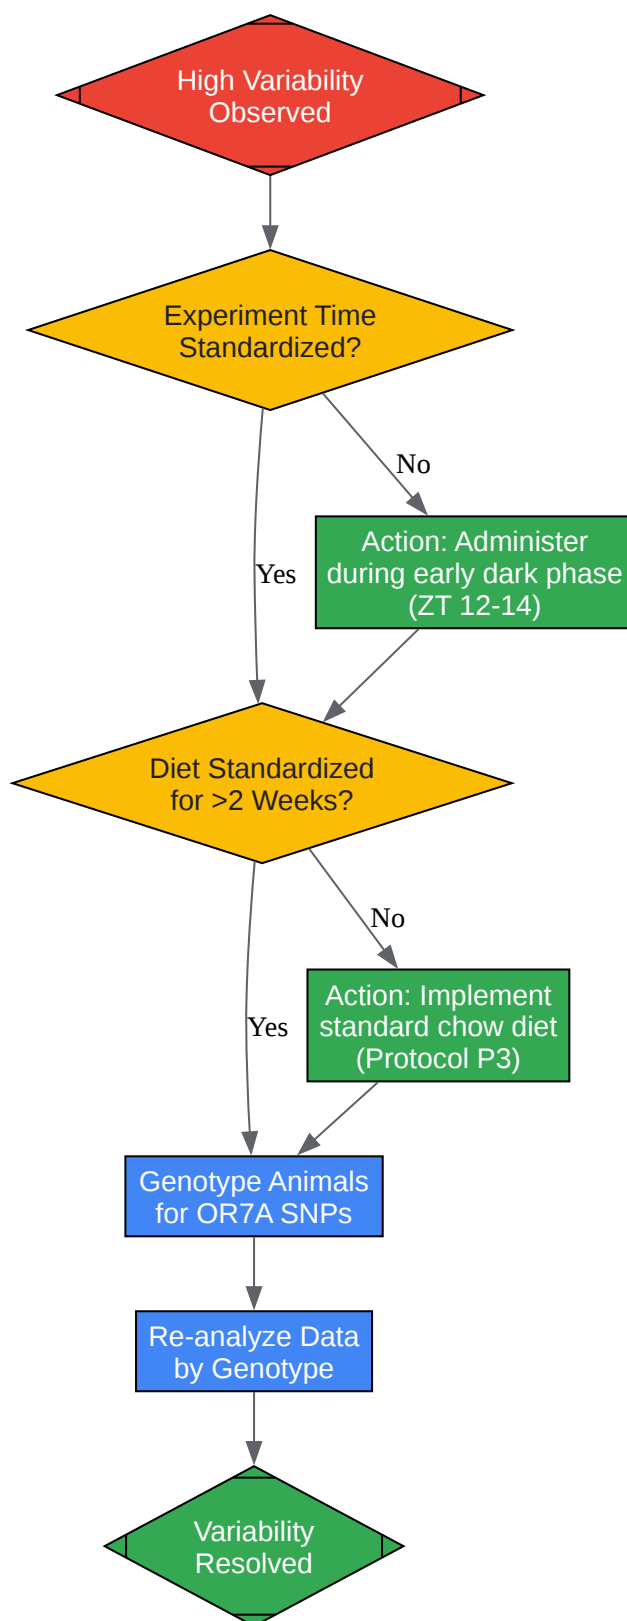 High Variability
Observed
Experiment Time
Standardized?
No
Action: Administer
during early dark phase
(ZT 12-14)
Yes
Diet Standardized
for >2 Weeks?
No
Action: Implement
standard chow diet
(Protocol P3)
Yes
Genotype Animals
for OR7A SNPs
Re-analyze Data
by Genotype
Variability
Resolved